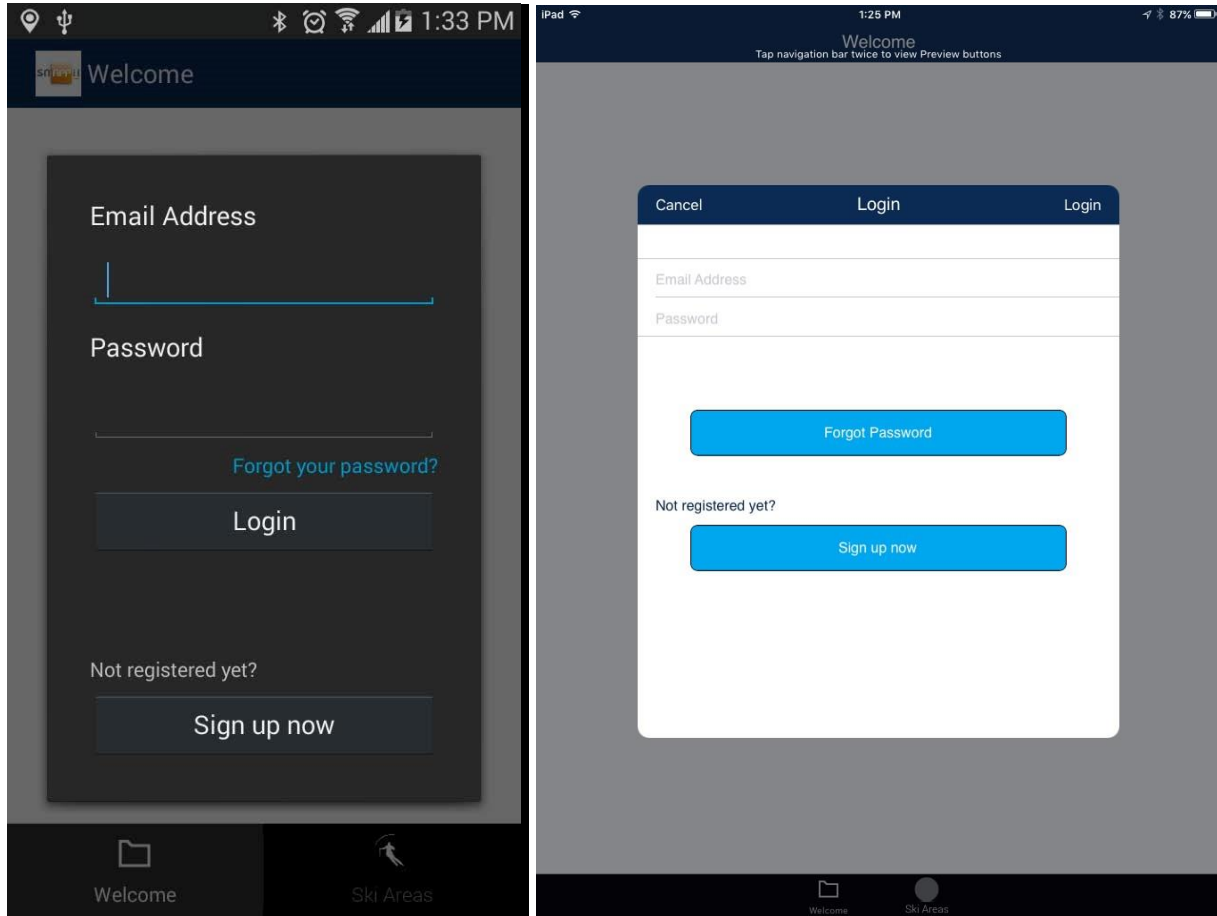 1:33 PM
Welcome
Email Address
Password
Forgot your password?
Login
Not registered yet?
Sign up now
Welcome
Ski Areas
iPad
1:25 PM
87%
Welcome
Tap navigation bar twice to view Preview buttons
Cancel
Login
Login
Email Address
Password
Forgot Password
Not registered yet?
Sign up now
Welcome
Ski Areas